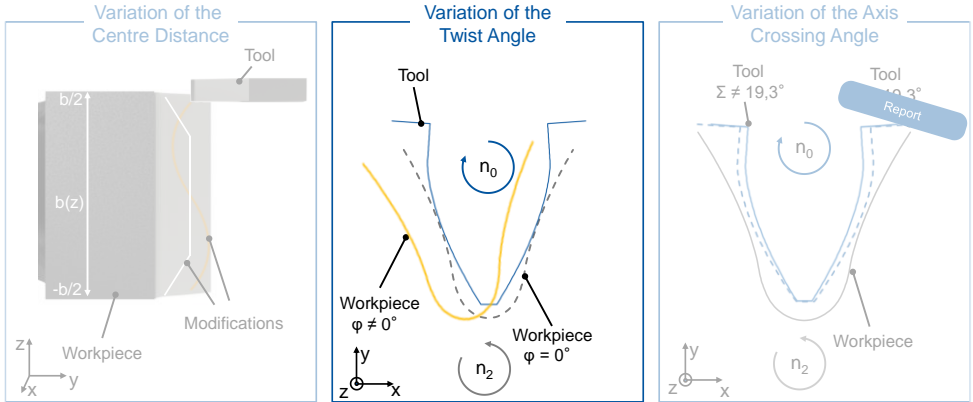 Variation of the
Centre Distance
Tool
b/2
b(z)
-b/2
Modifications
Workpiece
z
y
x
Variation of the
Twist Angle
Tool
n0
Workpiece
φ ≠ 0°
Workpiece
φ = 0°
y
z
x
n2
Variation of the Axis
Crossing Angle
Tool
Σ ≠ 19,3°
Tool
Report
n0
Workpiece
y
z
x
n2